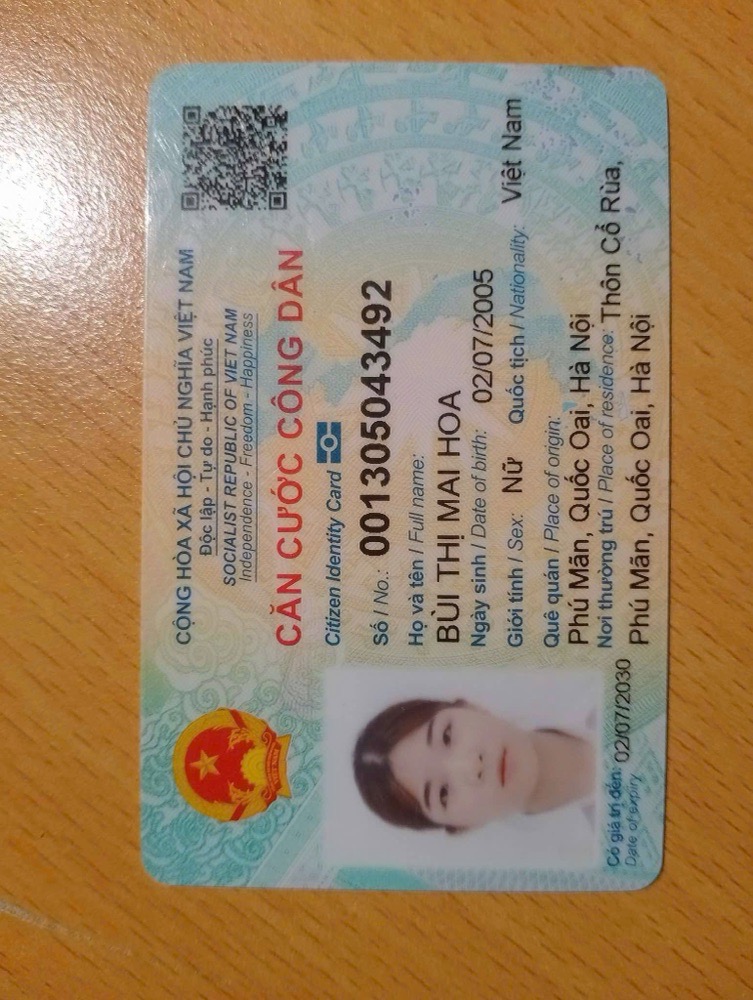 CỘNG HÒA XÃ HỘI CHỦ NGHĨA VIỆT NAM
Độc lập - Tự do - Hạnh phúc
SOCIALIST REPUBLIC OF VIET NAM
Independence - Freedom - Happiness
CĂN CƯỚC CÔNG DÂN
Citizen Identity Card
Số / No.: 001305043492
Họ và tên / Full name:
BÙI THỊ MAI HOA
Ngày sinh / Date of birth: 02/07/2005
Giới tính / Sex: Nữ Quốc tịch / Nationality: Việt Nam
Quê quán / Place of origin:
Phú Mãn, Quốc Oai, Hà Nội
Nơi thường trú / Place of residence: Thôn Cổ Rùa,
Phú Mãn, Quốc Oai, Hà Nội
Có giá trị đến: 02/07/2030
Date of expiry